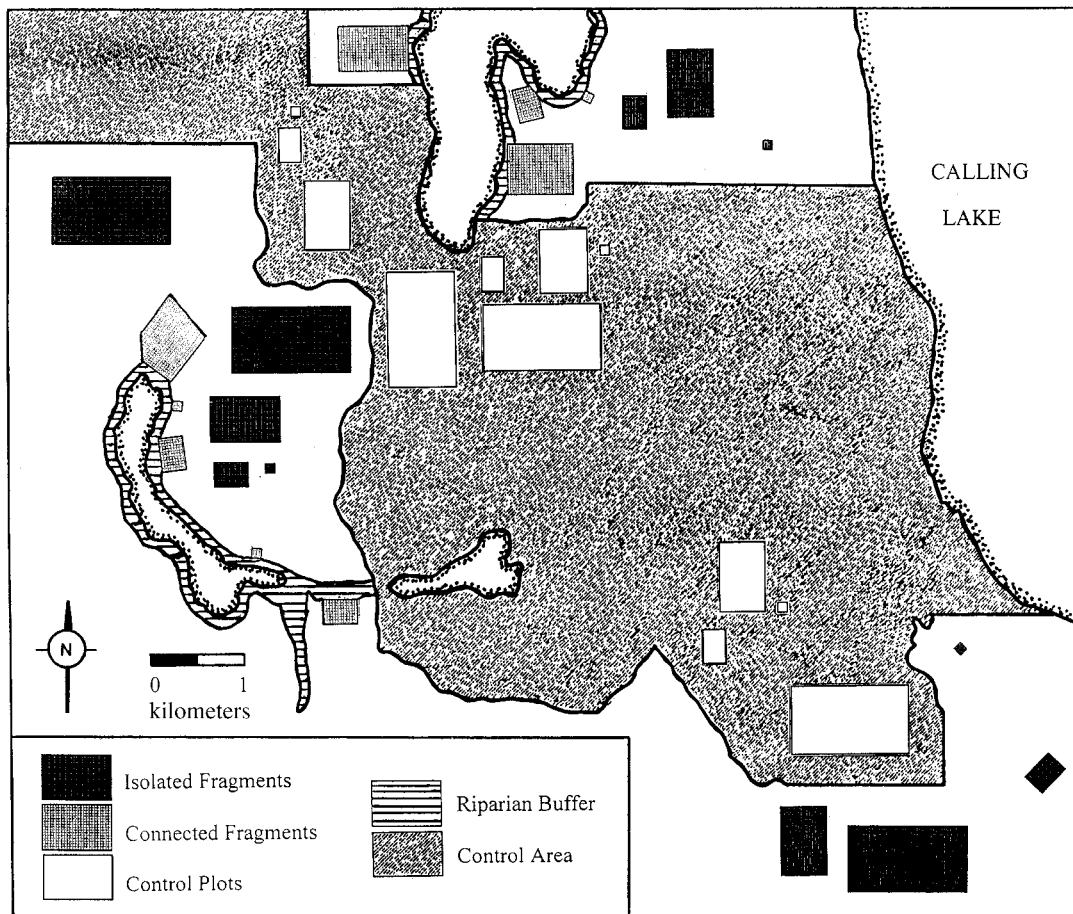 CALLING
LAKE
N
0 1
kilometers
Isolated Fragments
Connected Fragments
Control Plots
Riparian Buffer
Control Area